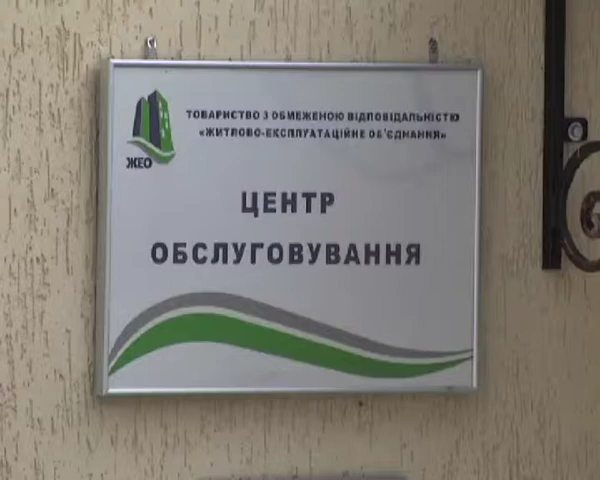 ТОВАРИСТВО З ОБМЕЖЕНОЮ ВІДПОВІДАЛЬНІСТЮ
«ЖИТЛОВО-ЕКСПЛУАТАЦІЙНЕ ОБ'ЄДНАННЯ»
ЖЕО
ЦЕНТР
ОБСЛУГОВУВАННЯ